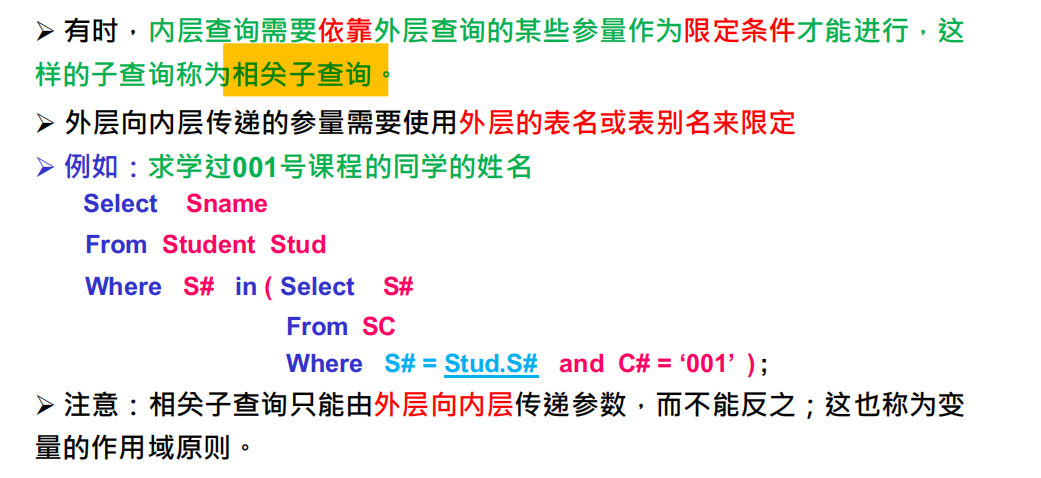 ➢ 有时，内层查询需要依靠外层查询的某些参量作为限定条件才能进行，这
样的子查询称为相关子查询。
➢ 外层向内层传递的参量需要使用外层的表名或表别名来限定
➢ 例如：求学过001号课程的同学的姓名
Select Sname
From Student Stud
Where S# in ( Select S#
From SC
Where S# = Stud.S# and C# = ‘001’ ) ;
➢ 注意：相关子查询只能由外层向内层传递参数，而不能反之；这也称为变
量的作用域原则。